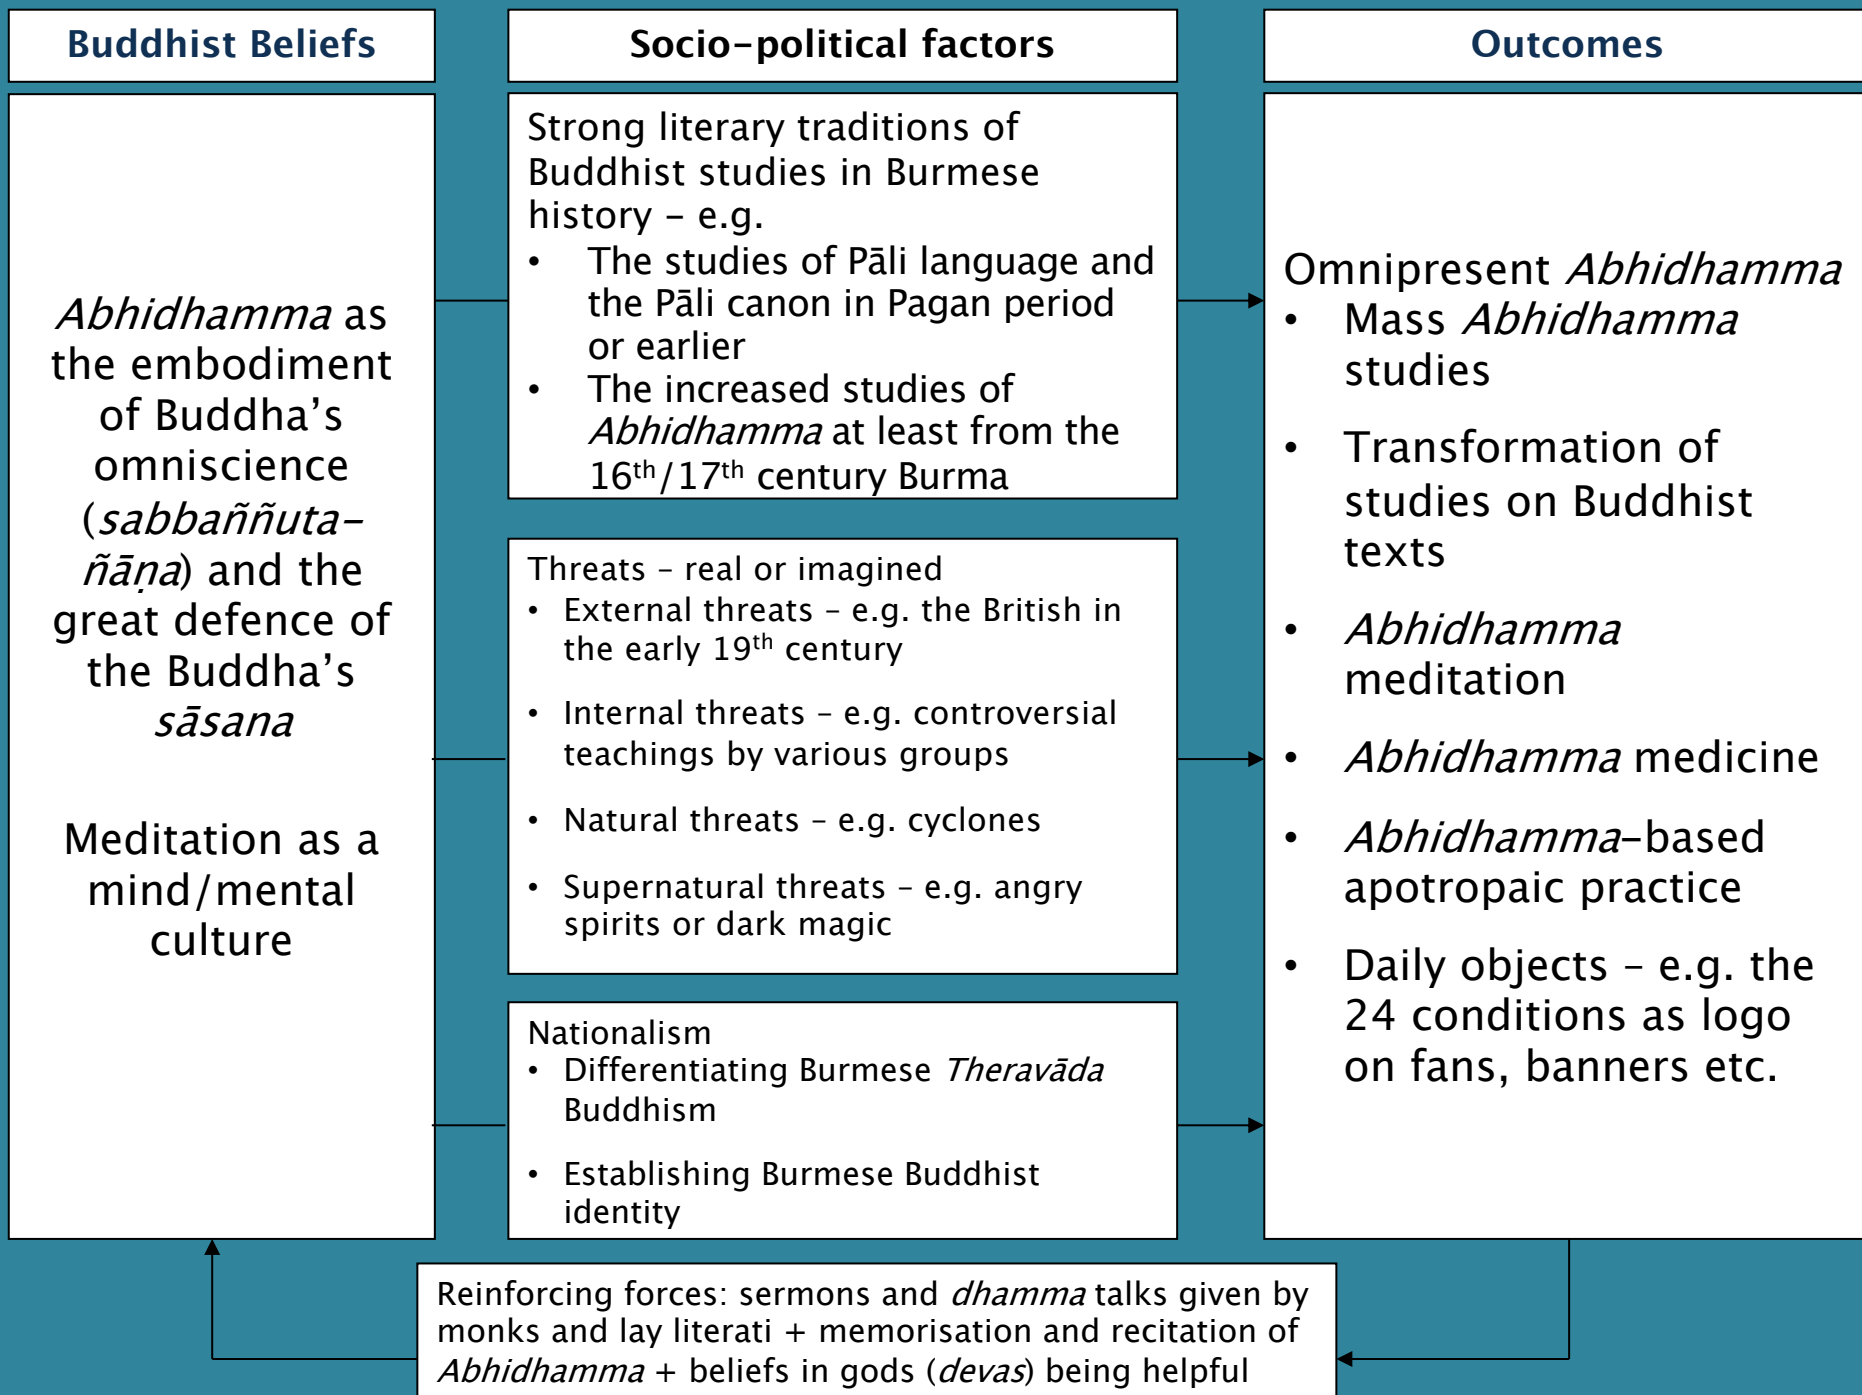 Buddhist Beliefs
Abhidhamma as
the embodiment
of Buddha’s
omniscience
(sabbaññuta-
ñāṇa) and the
great defence of
the Buddha’s
sāsana
Meditation as a
mind/mental
culture
Socio-political factors
Strong literary traditions of
Buddhist studies in Burmese
history – e.g.
• The studies of Pāli language and
the Pāli canon in Pagan period
or earlier
• The increased studies of
Abhidhamma at least from the
16th/17th century Burma
Threats – real or imagined
• External threats – e.g. the British in
the early 19th century
• Internal threats – e.g. controversial
teachings by various groups
• Natural threats – e.g. cyclones
• Supernatural threats – e.g. angry
spirits or dark magic
Nationalism
• Differentiating Burmese Theravāda
Buddhism
• Establishing Burmese Buddhist
identity
Outcomes
Omnipresent Abhidhamma
• Mass Abhidhamma
studies
• Transformation of
studies on Buddhist
texts
• Abhidhamma
meditation
• Abhidhamma medicine
• Abhidhamma-based
apotropaic practice
• Daily objects – e.g. the
24 conditions as logo
on fans, banners etc.
Reinforcing forces: sermons and dhamma talks given by
monks and lay literati + memorisation and recitation of
Abhidhamma + beliefs in gods (devas) being helpful